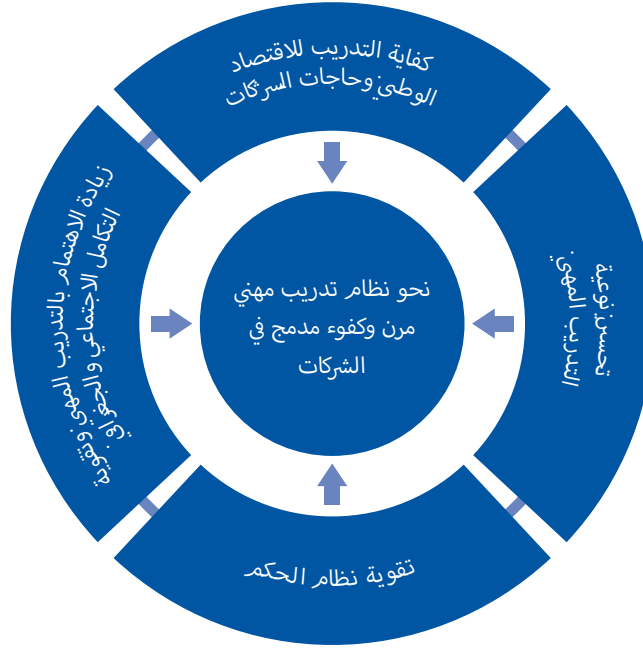 كفاية التدريب للاقتصاد
الوطني وحاجات الشركات
تحسين نوعية
التدريب المهني.
نحو نظام تدريب مهني
مرن وكفوء مدمج في
الشركات
زيادة الاهتمام بالتدريب المهني وتقوية
التكامل الاجتماعي والجغرافي.
تقوية نظام الحكم